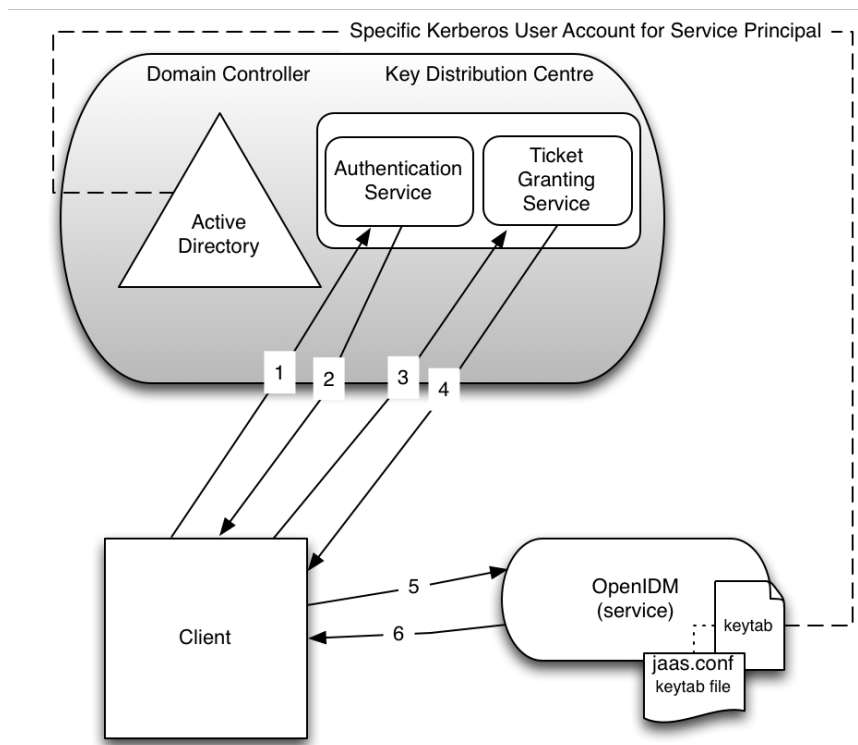 Specific Kerberos User Account for Service Principal
Domain Controller
Key Distribution Centre
Authentication
Service
Ticket
Granting
Service
Active
Directory
1
2
3
4
5
6
Client
OpenIDM
(service)
keytab
jaas.conf
keytab file